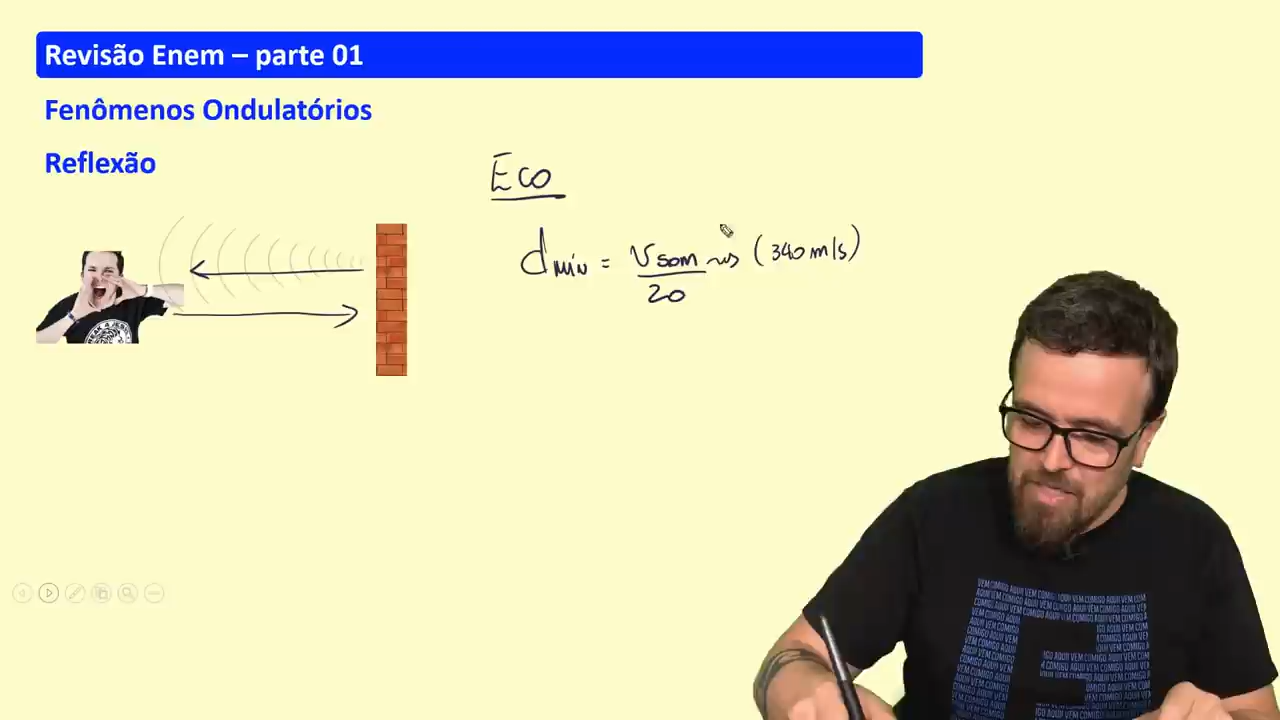 Revisão Enem – parte 01
Fenômenos Ondulatórios
Reflexão
Eco
dmín = vsom (340 m/s)
20